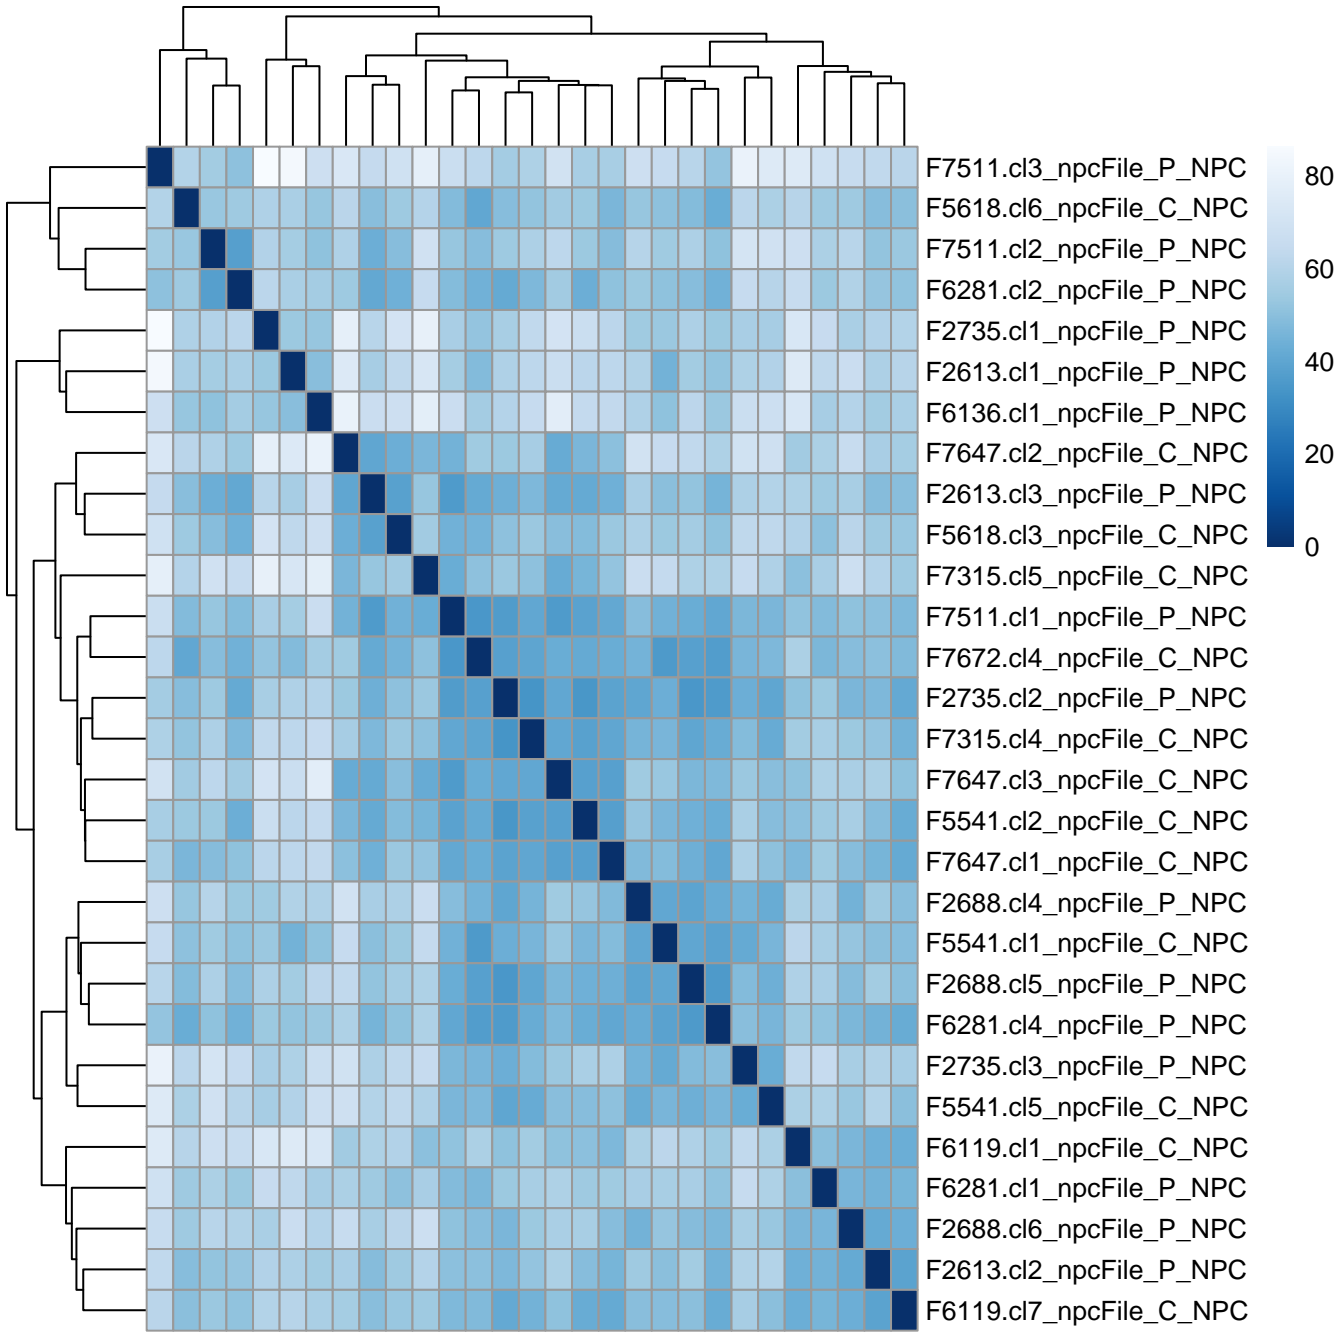 F7511.cl3_npcFile_P_NPC
F5618.cl6_npcFile_C_NPC
F7511.cl2_npcFile_P_NPC
F6281.cl2_npcFile_P_NPC
F2735.cl1_npcFile_P_NPC
F2613.cl1_npcFile_P_NPC
F6136.cl1_npcFile_P_NPC
F7647.cl2_npcFile_C_NPC
F2613.cl3_npcFile_P_NPC
F5618.cl3_npcFile_C_NPC
F7315.cl5_npcFile_C_NPC
F7511.cl1_npcFile_P_NPC
F7672.cl4_npcFile_C_NPC
F2735.cl2_npcFile_P_NPC
F7315.cl4_npcFile_C_NPC
F7647.cl3_npcFile_C_NPC
F5541.cl2_npcFile_C_NPC
F7647.cl1_npcFile_C_NPC
F2688.cl4_npcFile_P_NPC
F5541.cl1_npcFile_C_NPC
F2688.cl5_npcFile_P_NPC
F6281.cl4_npcFile_P_NPC
F2735.cl3_npcFile_P_NPC
F5541.cl5_npcFile_C_NPC
F6119.cl1_npcFile_C_NPC
F6281.cl1_npcFile_P_NPC
F2688.cl6_npcFile_P_NPC
F2613.cl2_npcFile_P_NPC
F6119.cl7_npcFile_C_NPC
80
60
40
20
0